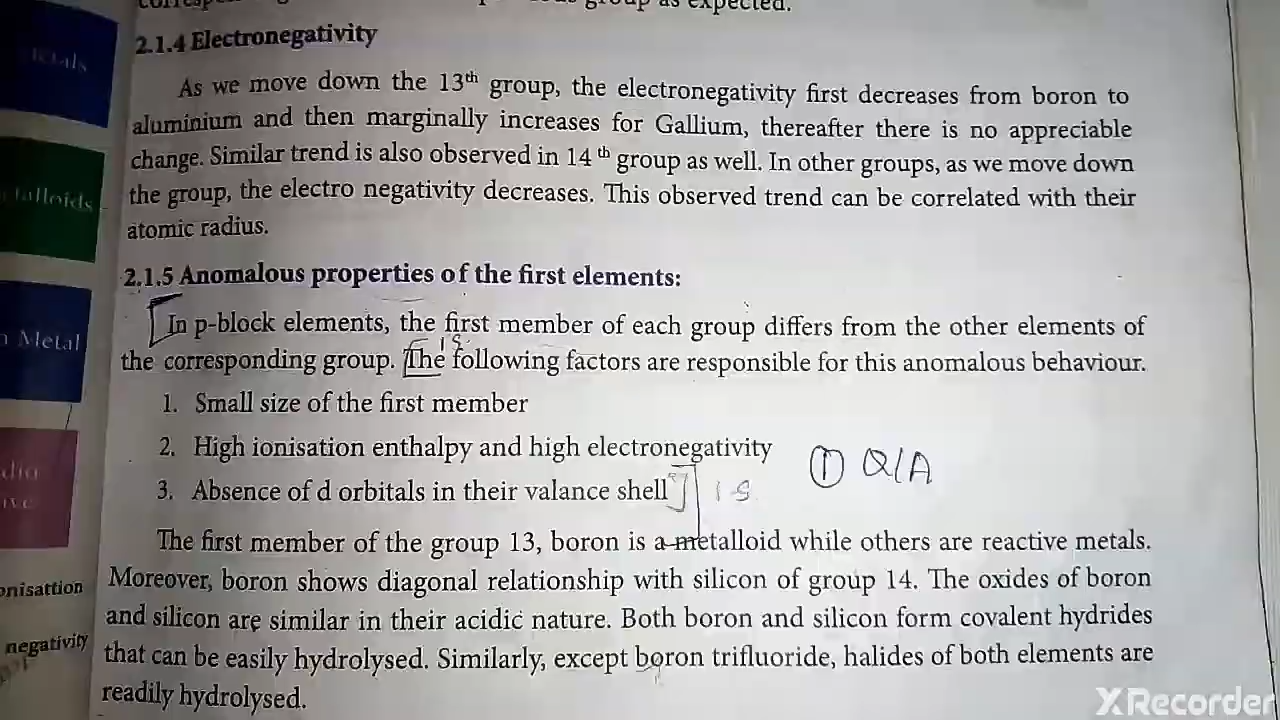 group as expected.
2.1.4 Electronegativity
As we move down the 13th group, the electronegativity first decreases from boron to
aluminium and then marginally increases for Gallium, thereafter there is no appreciable
change. Similar trend is also observed in 14 th group as well. In other groups, as we move down
the group, the electro negativity decreases. This observed trend can be correlated with their
atomic radius.
2.1.5 Anomalous properties of the first elements:
In p-block elements, the first member of each group differs from the other elements of
the corresponding group. The following factors are responsible for this anomalous behaviour.
1. Small size of the first member
2. High ionisation enthalpy and high electronegativity
3. Absence of d orbitals in their valance shell
1 Q/A
The first member of the group 13, boron is a metalloid while others are reactive metals.
Moreover, boron shows diagonal relationship with silicon of group 14. The oxides of boron
and silicon are similar in their acidic nature. Both boron and silicon form covalent hydrides
that can be easily hydrolysed. Similarly, except boron trifluoride, halides of both elements are
readily hydrolysed.
Metal
negativity
XRecorder